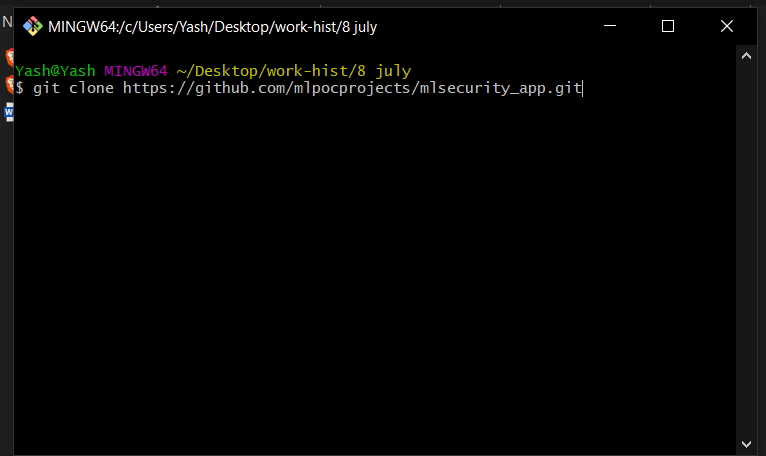 N
MINGW64:/c/Users/Yash/Desktop/work-hist/8 july
Yash@Yash MINGW64 ~/Desktop/work-hist/8 july
$ git clone https://github.com/mlpocprojects/mlsecurity_app.git
W